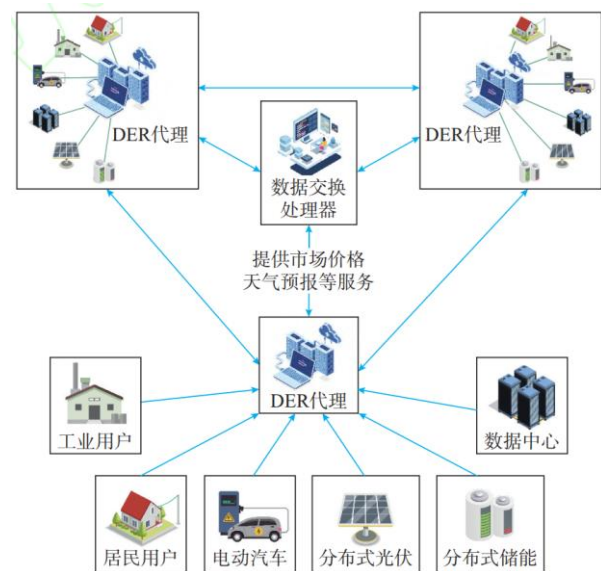 DER代理
DER代理
数据交换
处理器
提供市场价格
天气预报等服务
DER代理
工业用户
数据中心
居民用户
电动汽车
分布式光伏
分布式储能